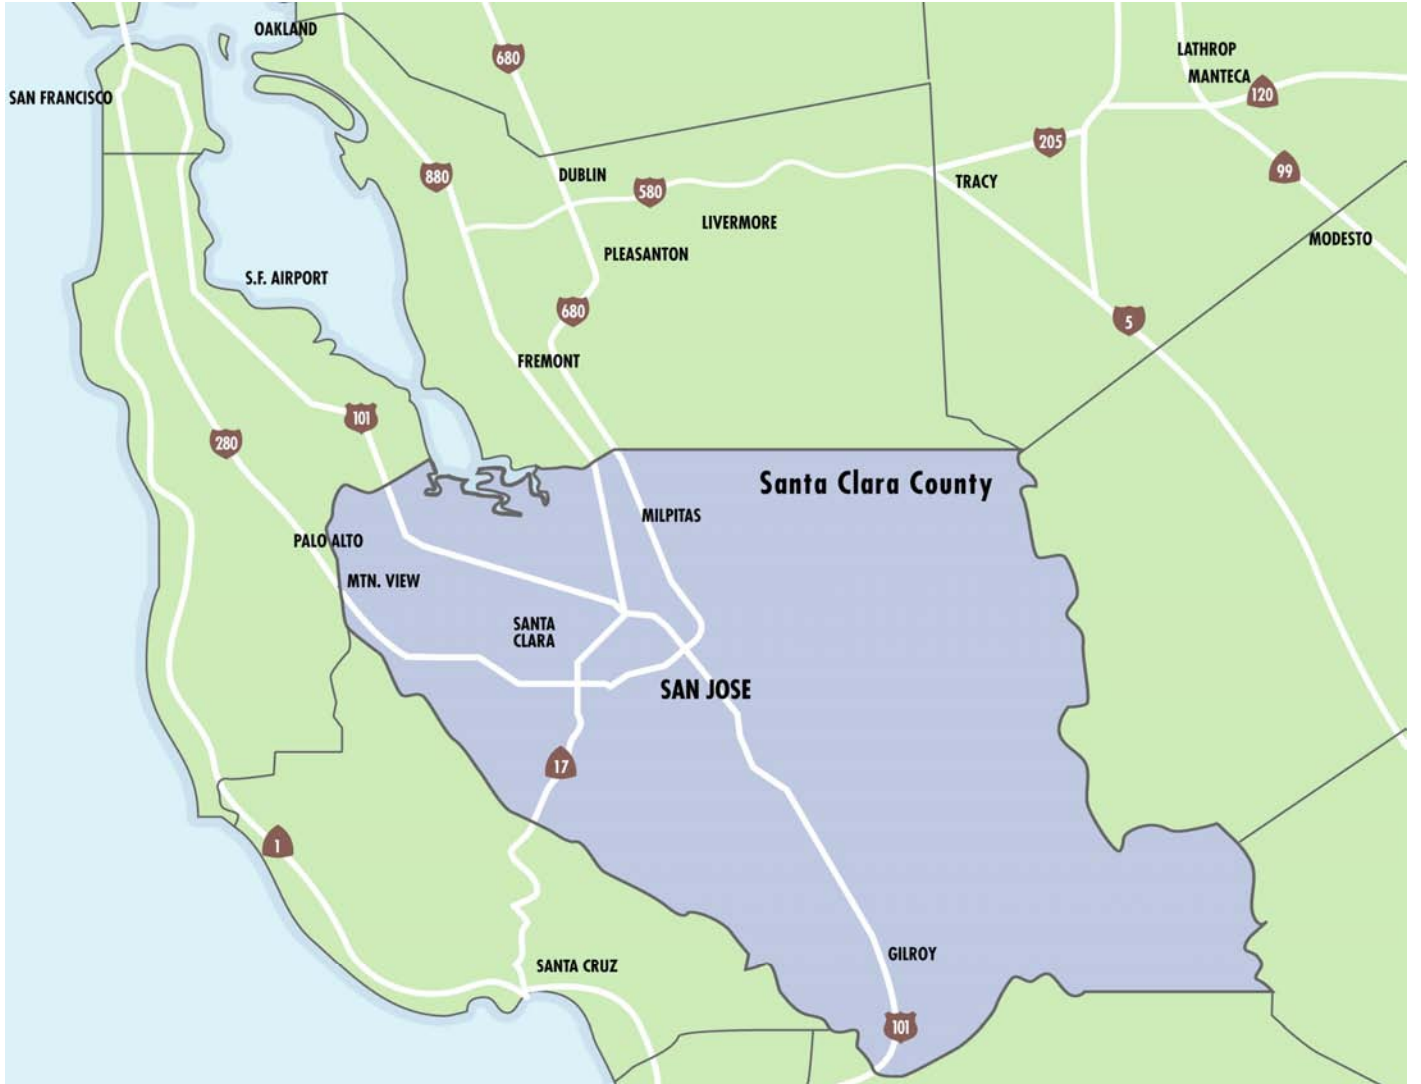 OAKLAND
LATHROP
680
MANTECA
120
SAN FRANCISCO
205
99
880
DUBLIN
580
TRACY
LIVERMORE
MODESTO
PLEASANTON
S.F. AIRPORT
680
5
FREMONT
101
280
Santa Clara County
MILPITAS
PALO ALTO
MTN. VIEW
SANTA
CLARA
SAN JOSE
17
1
GILROY
SANTA CRUZ
101